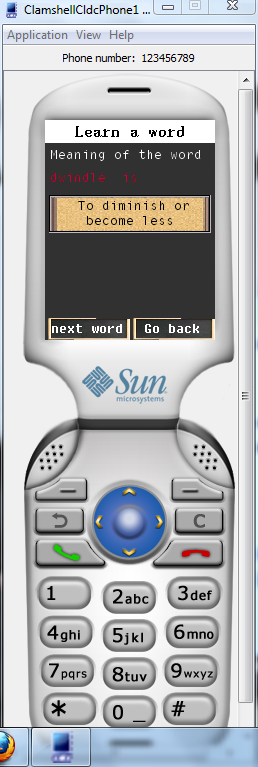 ClamshellCldcPhone1 ...
Application View Help
Phone number: 123456789
Learn a word
Meaning of the word
dwindle is
To diminish or
become less
next word Go back
Sun
microsystems
C
1 2abc 3def
4ghi 5jkl 6mno
7pqrs 8tuv 9wxyz
* 0 _ #